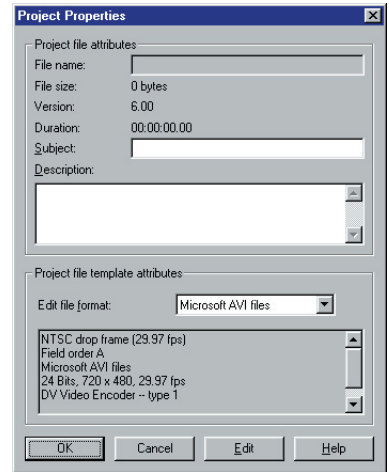 Project Properties
Project file attributes
File name:
File size: 0 bytes
Version: 6.00
Duration: 00:00:00.00
Subject:
Description:
Project file template attributes
Edit file format: Microsoft AVI files
NTSC drop frame (29.97 fps)
Field order A
Microsoft AVI files
24 Bits, 720 x 480, 29.97 fps
DV Video Encoder -- type 1
OK Cancel Edit Help